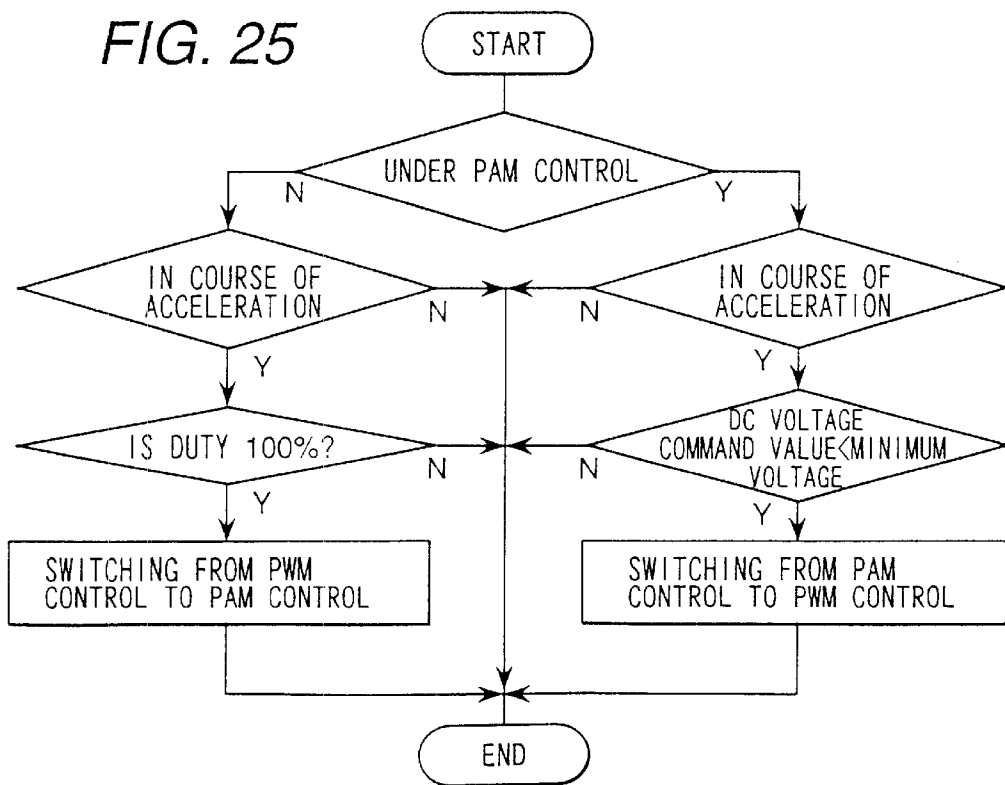 FIG. 25
START
UNDER PAM CONTROL
N
Y
IN COURSE OF
ACCELERATION
N
Y
IN COURSE OF
ACCELERATION
N
Y
IS DUTY 100%?
N
Y
DC VOLTAGE
COMMAND VALUE<MINIMUM
VOLTAGE
N
Y
SWITCHING FROM PWM
CONTROL TO PAM CONTROL
SWITCHING FROM PAM
CONTROL TO PWM CONTROL
END